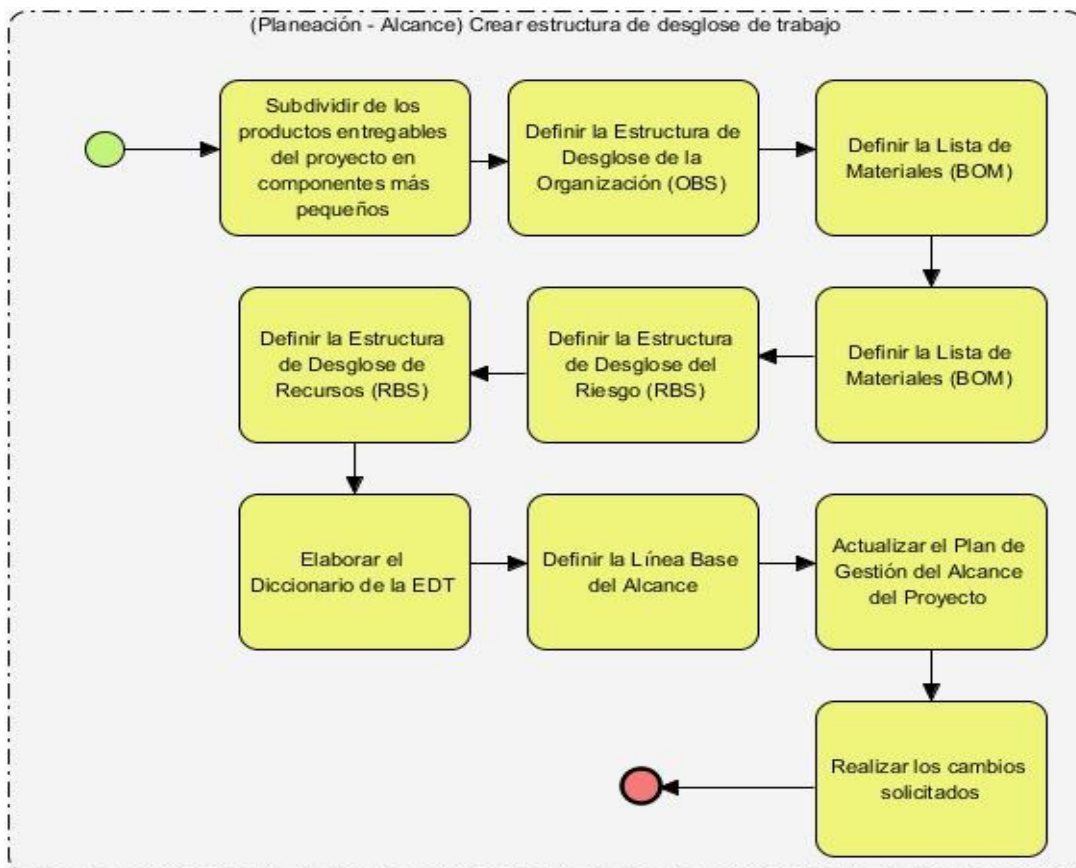 (Planeación - Alcance) Crear estructura de desglose de trabajo
Subdividir de los
productos entregables
del proyecto en
componentes más
pequeños
Definir la Estructura de
Desglose de la
Organización (OBS)
Definir la Lista de
Materiales (BOM)
Definir la Lista de
Materiales (BOM)
Definir la Estructura
de Desglose del
Riesgo (RBS)
Definir la Estructura
de Desglose de
Recursos (RBS)
Elaborar el
Diccionario de la EDT
Definir la Línea Base
del Alcance
Actualizar el Plan de
Gestión del Alcance
del Proyecto
Realizar los cambios
solicitados